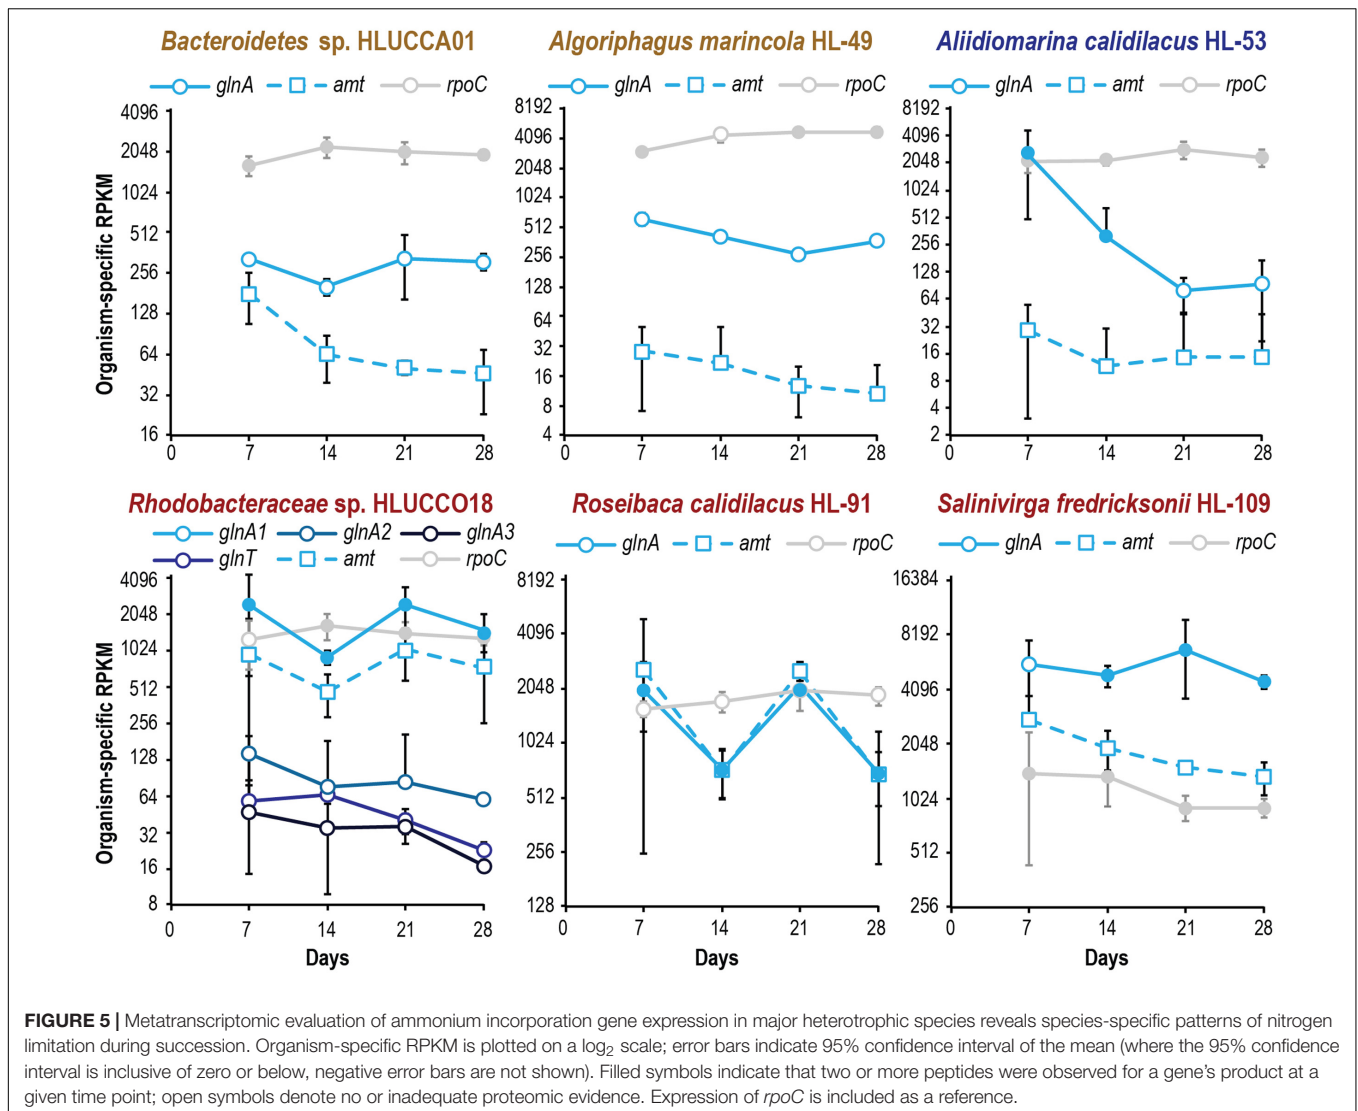 Bacteroidetes sp. HLUCCA01
glnA amt rpoC
Organism-specific RPKM
4096
2048
1024
512
256
128
64
32
16
0 7 14 21 28
Algoriphagus marincola HL-49
glnA amt rpoC
8192
4096
2048
1024
512
256
128
64
32
16
8
4
0 7 14 21 28
Aliidiomarina calidilacus HL-53
glnA amt rpoC
8192
4096
2048
1024
512
256
128
64
32
16
8
4
2
0 7 14 21 28
Rhodobacteraceae sp. HLUCCO18
glnA1 glnA2 glnA3
glnT amt rpoC
Organism-specific RPKM
4096
2048
1024
512
256
128
64
32
16
8
0 7 14 21 28
Days
Roseibaca calidilacus HL-91
glnA amt rpoC
8192
4096
2048
1024
512
256
128
0 7 14 21 28
Days
Salinivirga fredricksonii HL-109
glnA amt rpoC
16384
8192
4096
2048
1024
512
256
0 7 14 21 28
Days
FIGURE 5 | Metatranscriptomic evaluation of ammonium incorporation gene expression in major heterotrophic species reveals species-specific patterns of nitrogen
limitation during succession. Organism-specific RPKM is plotted on a log2 scale; error bars indicate 95% confidence interval of the mean (where the 95% confidence
interval is inclusive of zero or below, negative error bars are not shown). Filled symbols indicate that two or more peptides were observed for a gene's product at a
given time point; open symbols denote no or inadequate proteomic evidence. Expression of rpoC is included as a reference.